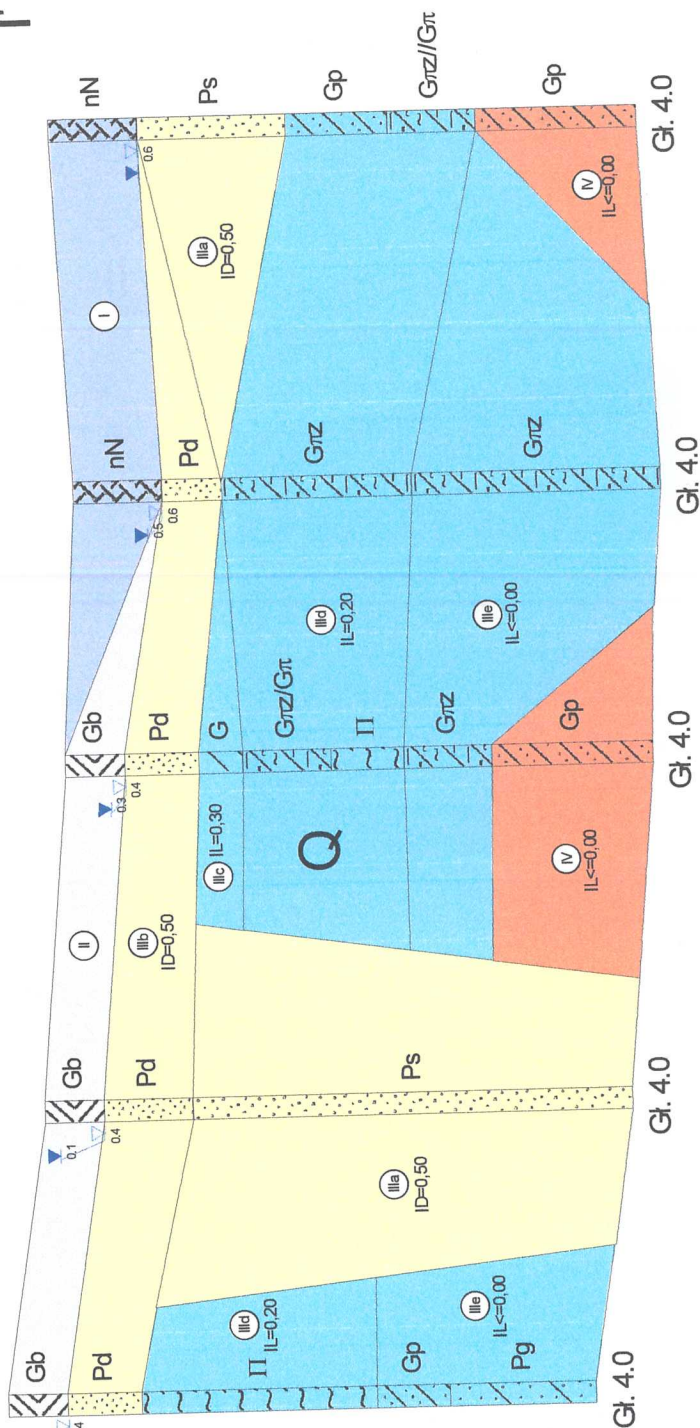 nN
nN
I
0.6
Ps
Pd
IIIa
ID=0,50
Gp
Gπz//Gπ
Gπz
Gp
Gπz
IV
IL<=0,00
Gł. 4.0
Gł. 4.0
0.5
0.6
Gb
Pd
G
IIId
IL=0,20
Gπz/Gπ
Π
IIIe
IL<=0,00
Gπz
Gp
Gł. 4.0
0.3
0.4
II
IIIb
ID=0,50
IIIc
IL=0,30
Q
IV
IL<=0,00
Gb
Pd
Ps
Gł. 4.0
0.1
0.4
IIIa
ID=0,50
Gb
Pd
IIId
IL=0,20
Π
Gp
IIIe
IL<=0,00
Pg
Gł. 4.0